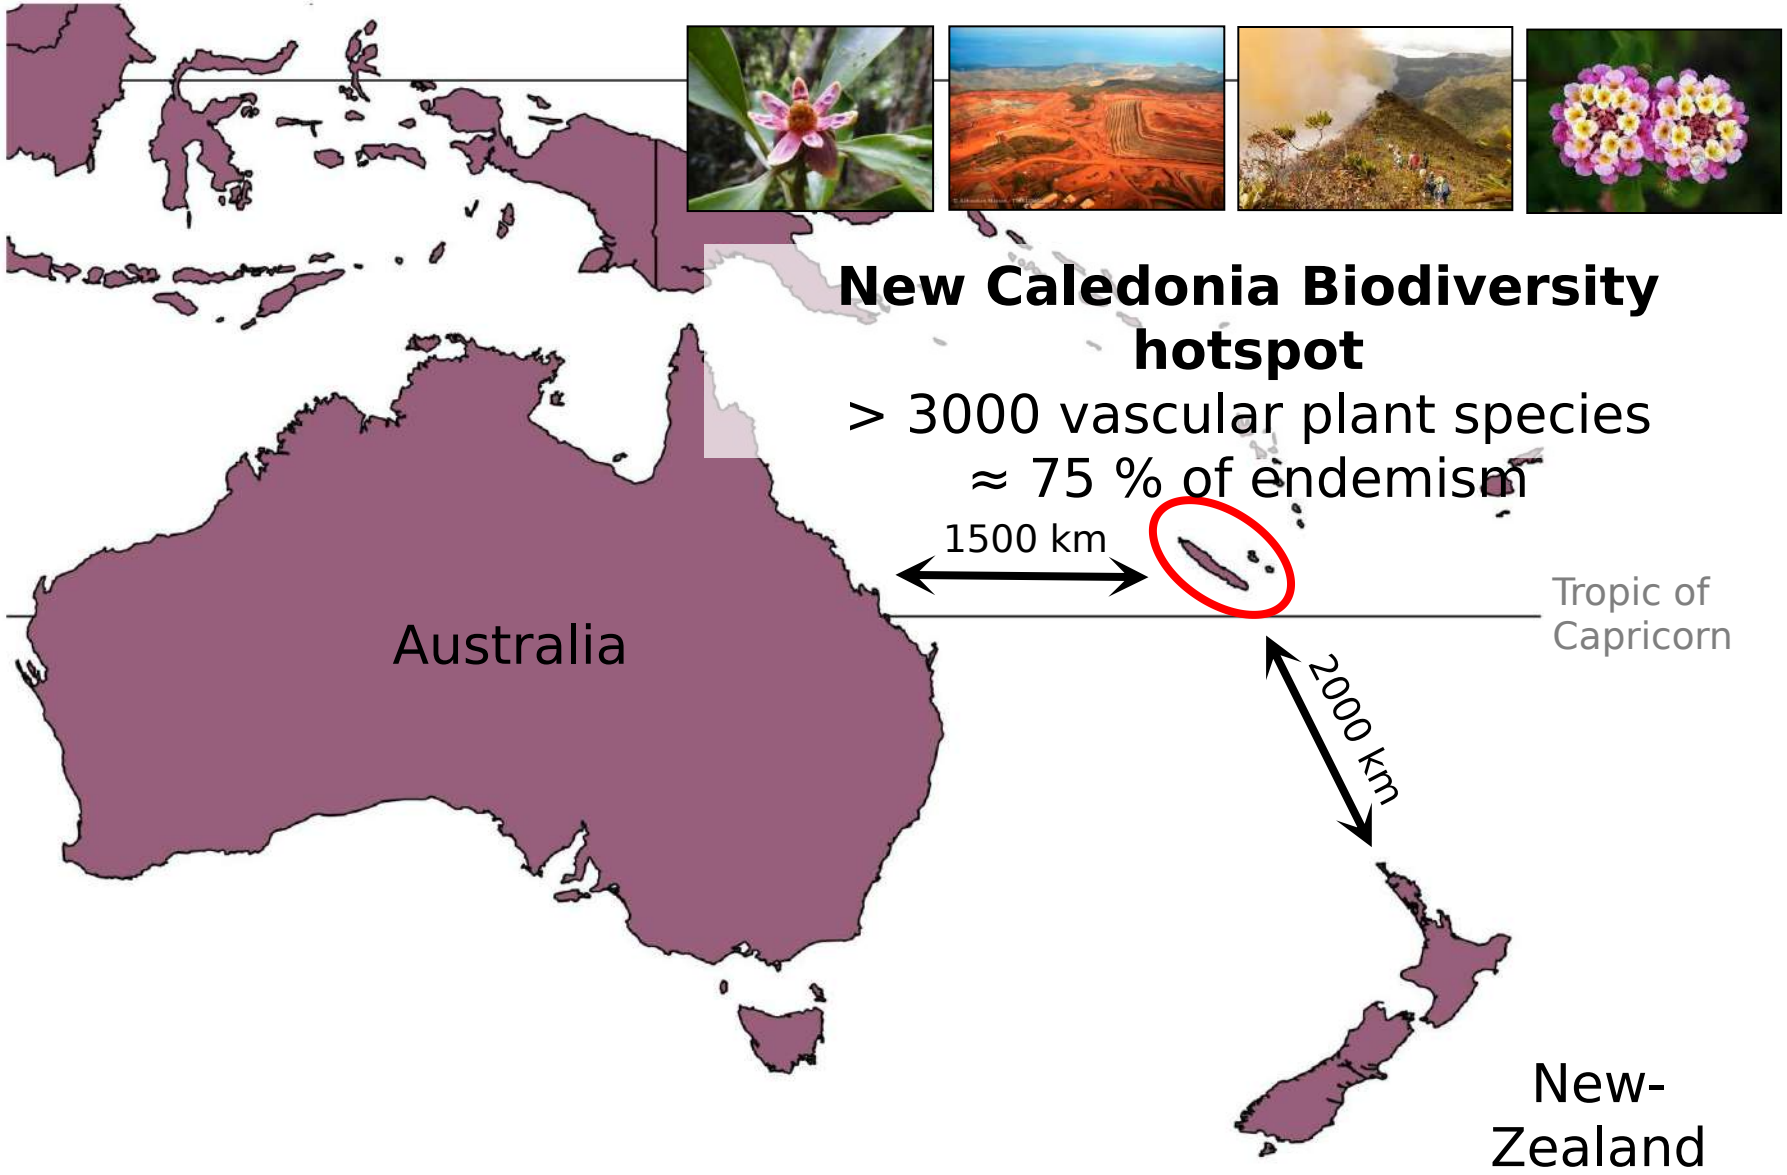 New Caledonia Biodiversity
hotspot
> 3000 vascular plant species
≈ 75 % of endemism
1500 km
Tropic of
Capricorn
Australia
2000 km
New-
Zealand